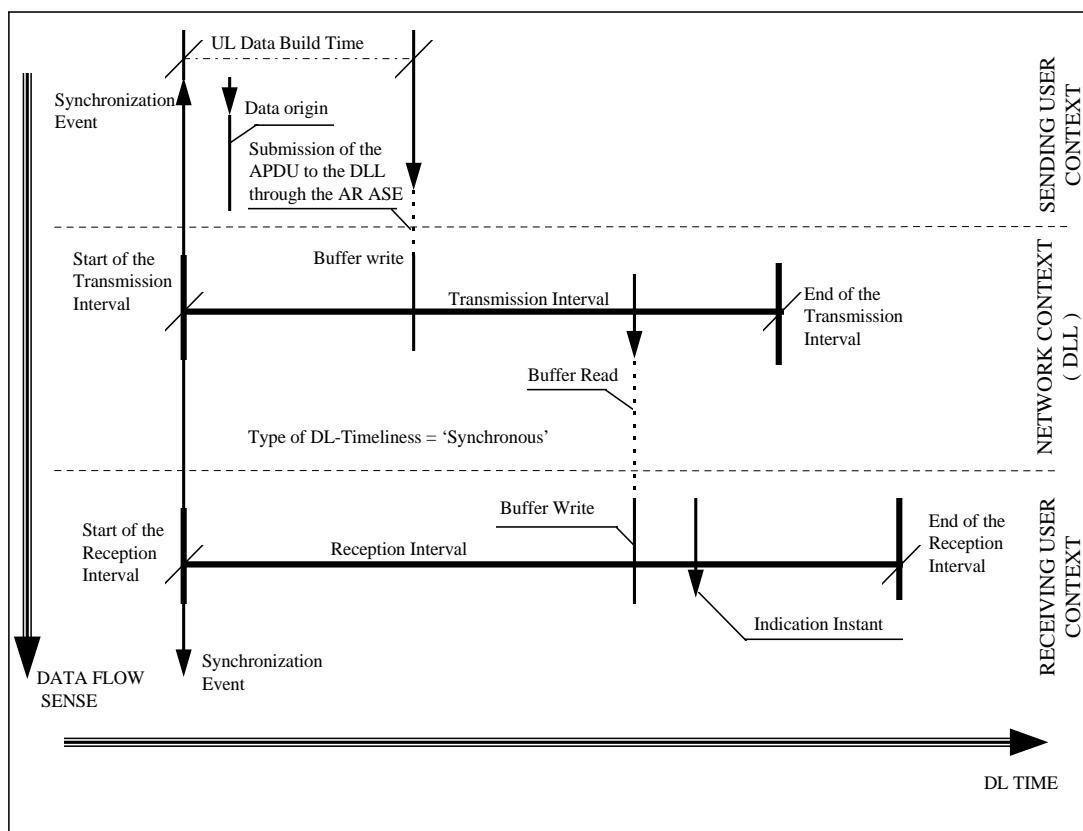 UL Data Build Time
Synchronization
Event
Data origin
Submission of the
APDU to the DLL
through the AR ASE
SENDING USER
CONTEXT
Start of the
Transmission
Interval
Buffer write
Transmission Interval
End of the
Transmission
Interval
Buffer Read
Type of DL-Timeliness = ‘Synchronous’
NETWORK CONTEXT
( DLL )
Start of the
Reception
Interval
Buffer Write
Reception Interval
End of the
Reception
Interval
Indication Instant
RECEIVING USER
CONTEXT
Synchronization
Event
DATA FLOW
SENSE
DL TIME